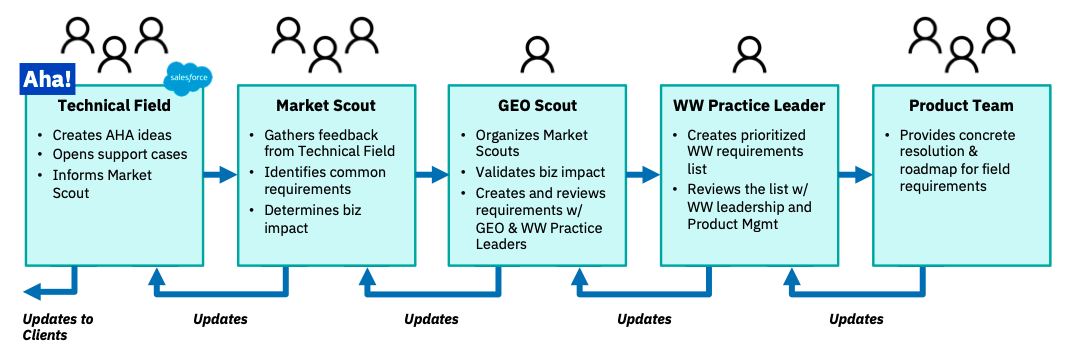 Aha!
salesforce
Technical Field
• Creates AHA ideas
• Opens support cases
• Informs Market
Scout
Market Scout
• Gathers feedback
from Technical Field
• Identifies common
requirements
• Determines biz
impact
GEO Scout
• Organizes Market
Scouts
• Validates biz impact
• Creates and reviews
requirements w/
GEO & WW Practice
Leaders
WW Practice Leader
• Creates prioritized
WW requirements
list
• Reviews the list w/
WW leadership and
Product Mgmt
Product Team
• Provides concrete
resolution &
roadmap for field
requirements
Updates to
Clients
Updates
Updates
Updates
Updates